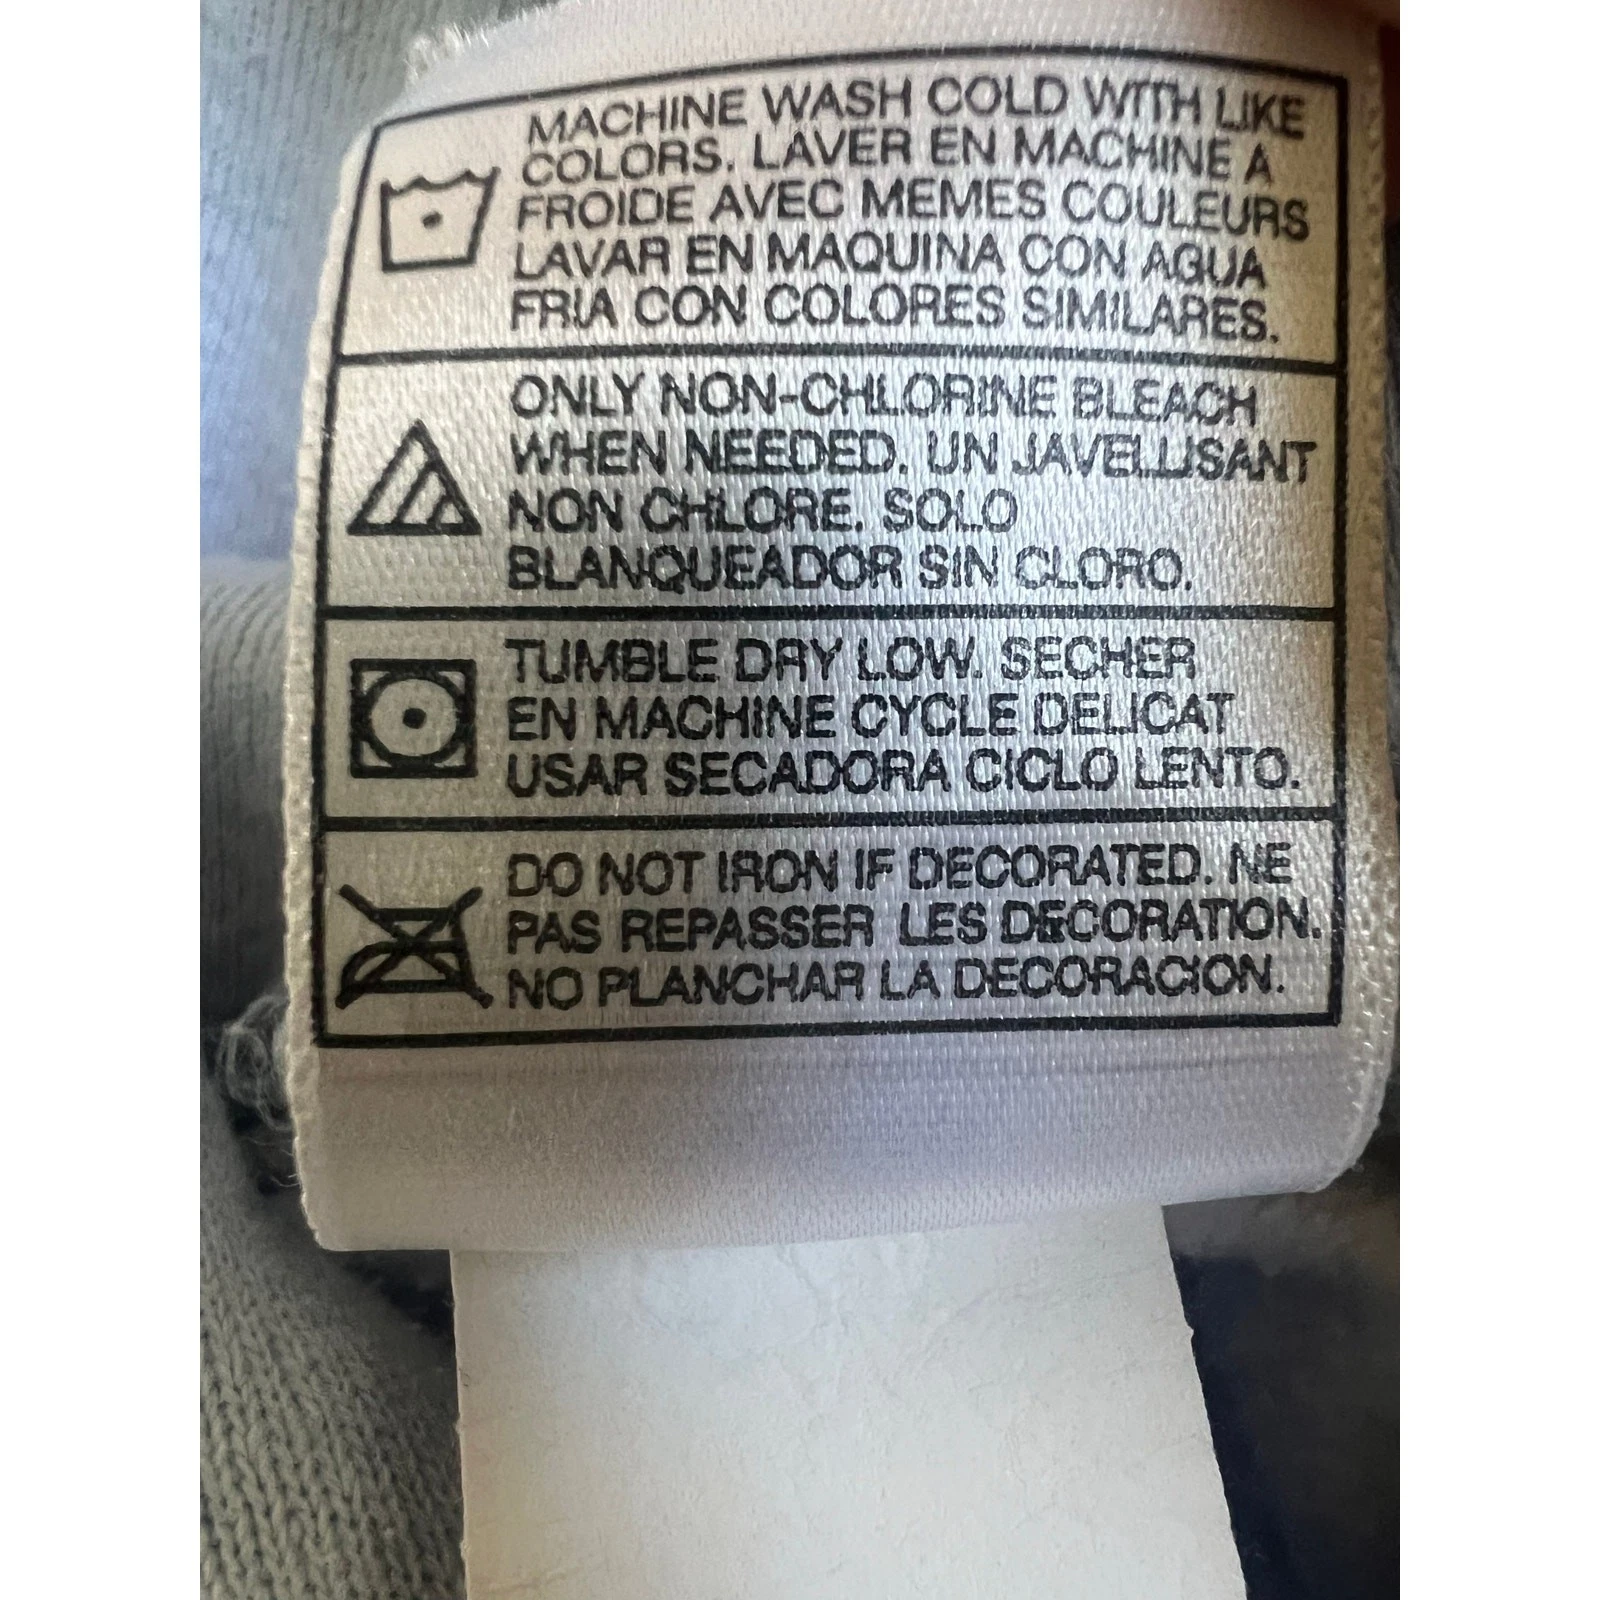 MACHINE WASH COLD WITH LIKE
COLORS. LAVER EN MACHINE A
FROIDE AVEC MEMES COULEURS
LAVAR EN MAQUINA CON AGUA
FRIA CON COLORES SIMILARES.
ONLY NON-CHLORINE BLEACH
WHEN NEEDED. UN JAVELLISANT
NON CHLORE. SOLO
BLANQUEADOR SIN CLORO.
TUMBLE DRY LOW. SECHER
EN MACHINE CYCLE DELICAT
USAR SECADORA CICLO LENTO.
DO NOT IRON IF DECORATED. NE
PAS REPASSER LES DECORATION.
NO PLANCHAR LA DECORACION.